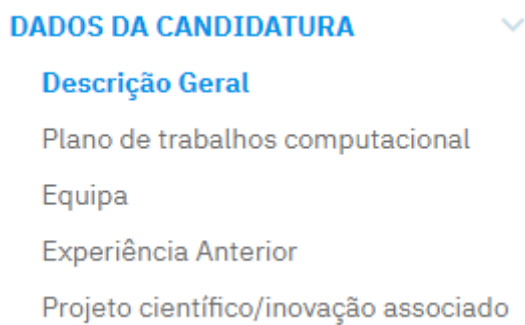 DADOS DA CANDIDATURA
Descrição Geral
Plano de trabalhos computacional
Equipa
Experiência Anterior
Projeto científico/inovação associado